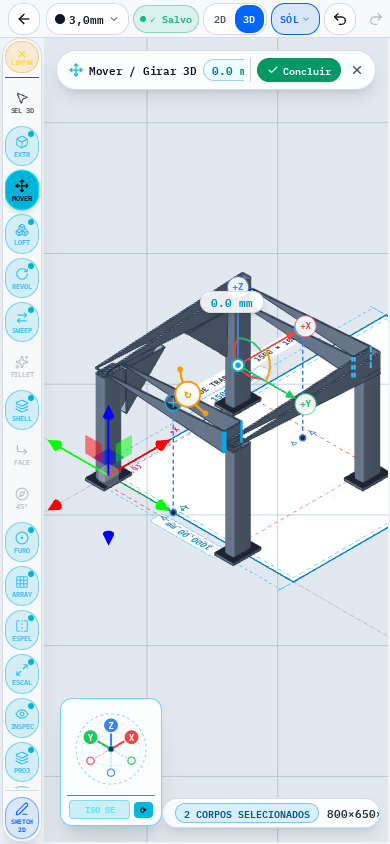 3,0mm
✓ Salvo
2D
3D
SÓL
LIMPAR
Mover / Girar 3D
0.0 m
Concluir
SEL 3D
EXTR
MOVER
LOFT
REVOL
SWEEP
FILLET
SHELL
FACE
45°
FURO
ARRAY
ESPEL
ESCAL
INSPEC
PROJ
SKETCH
2D
+Z
0.0 mm
+X
+Y
Z
Y
X
ISO SE
2 CORPOS SELECIONADOS
800×650×